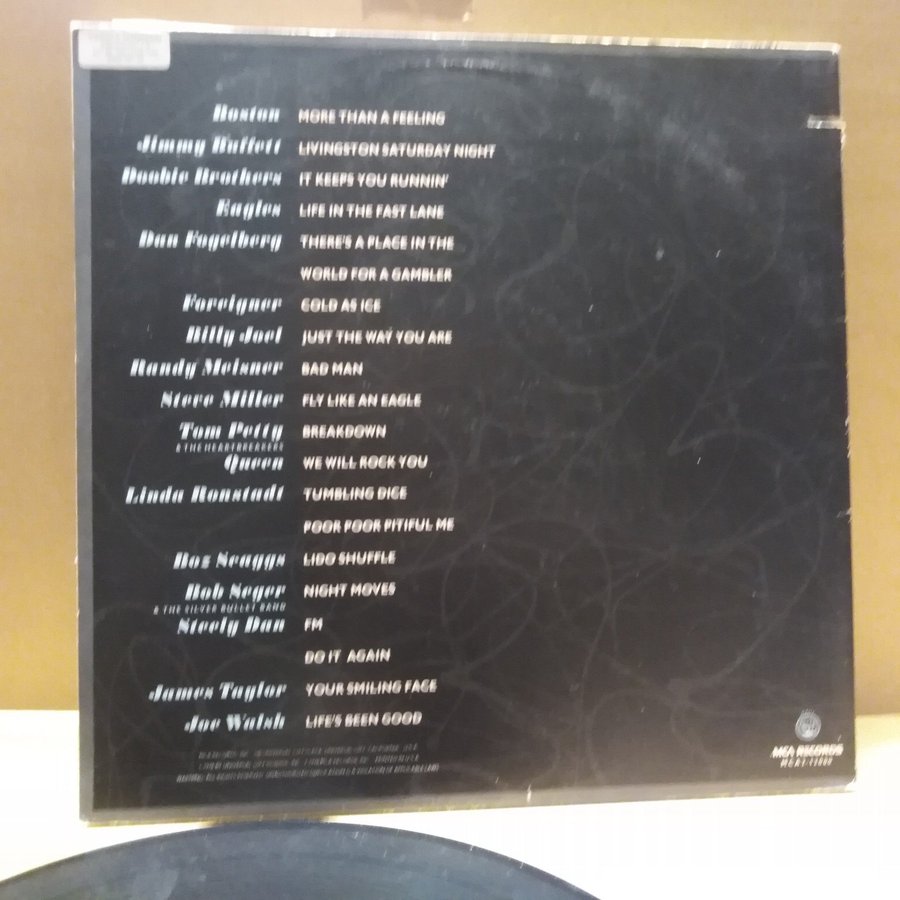 Boston MORE THAN A FEELING
Jimmy Buffett LIVINGSTON SATURDAY NIGHT
Doobie Brothers IT KEEPS YOU RUNNIN'
Eagles LIFE IN THE FAST LANE
Dan Fogelberg THERE'S A PLACE IN THE
WORLD FOR A GAMBLER
Foreigner COLD AS ICE
Billy Joel JUST THE WAY YOU ARE
Randy Meisner BAD MAN
Steve Miller FLY LIKE AN EAGLE
Tom Petty BREAKDOWN
& THE HEARTBREAKERS
Queen WE WILL ROCK YOU
Linda Ronstadt TUMBLING DICE
POOR POOR PITIFUL ME
Boz Scaggs LIDO SHUFFLE
Bob Seger NIGHT MOVES
& THE SILVER BULLET BAND
Steely Dan FM
DO IT AGAIN
James Taylor YOUR SMILING FACE
Joe Walsh LIFE'S BEEN GOOD
MCA RECORDS